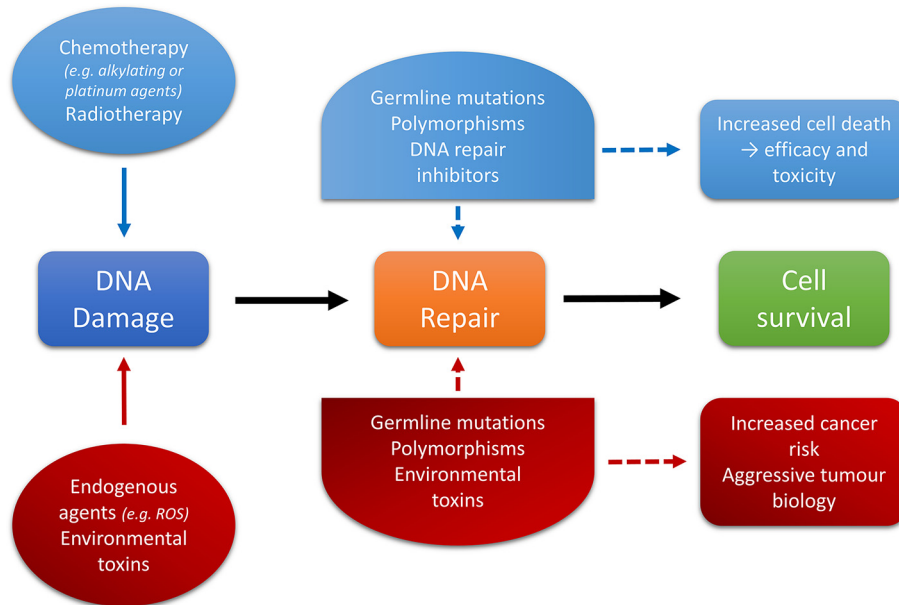 Chemotherapy
(e.g. alkylating or
platinum agents)
Radiotherapy
Germline mutations
Polymorphisms
DNA repair
inhibitors
Increased cell death
→ efficacy and
toxicity
DNA
Damage
DNA
Repair
Cell
survival
Endogenous
agents (e.g. ROS)
Environmental
toxins
Germline mutations
Polymorphisms
Environmental
toxins
Increased cancer
risk
Aggressive tumour
biology